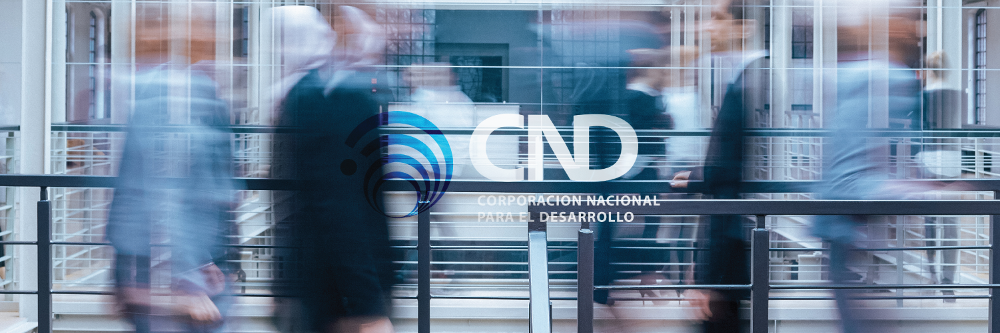 CND
CORPORACION NACIONAL
PARA EL DESARROLLO